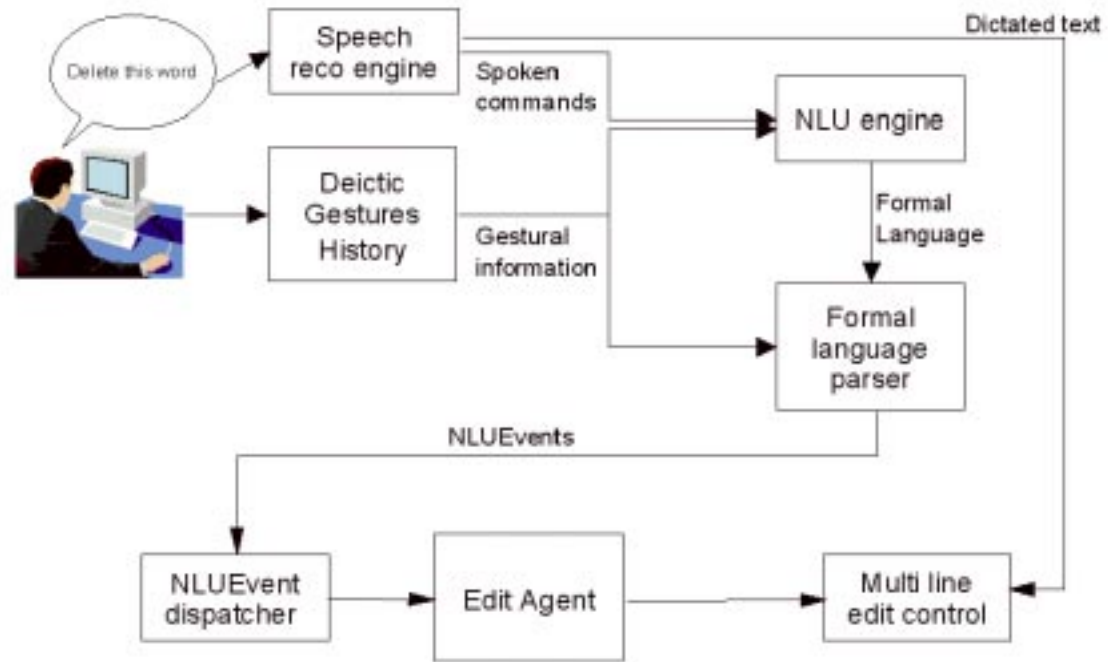 Delete this word
Speech
reco engine
Dictated text
Spoken
commands
NLU engine
Deictic
Gestures
History
Gestural
information
Formal
Language
Formal
language
parser
NLUEvents
NLUEvent
dispatcher
Edit Agent
Multi line
edit control